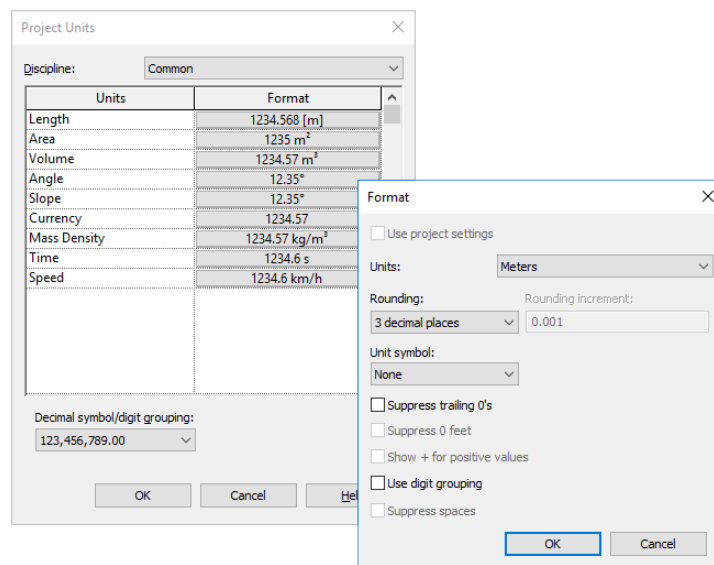 Project Units
Discipline: Common
Units Format
Length 1234.568 [m]
Area 1235 m²
Volume 1234.57 m³
Angle 12.35°
Slope 12.35°
Currency 1234.57
Mass Density 1234.57 kg/m³
Time 1234.6 s
Speed 1234.6 km/h
Decimal symbol/digit grouping:
123,456,789.00
OK Cancel
Format
Use project settings
Units: Meters
Rounding: Rounding increment:
3 decimal places 0.001
Unit symbol:
None
Suppress trailing 0's
Suppress 0 feet
Show + for positive values
Use digit grouping
Suppress spaces
OK Cancel